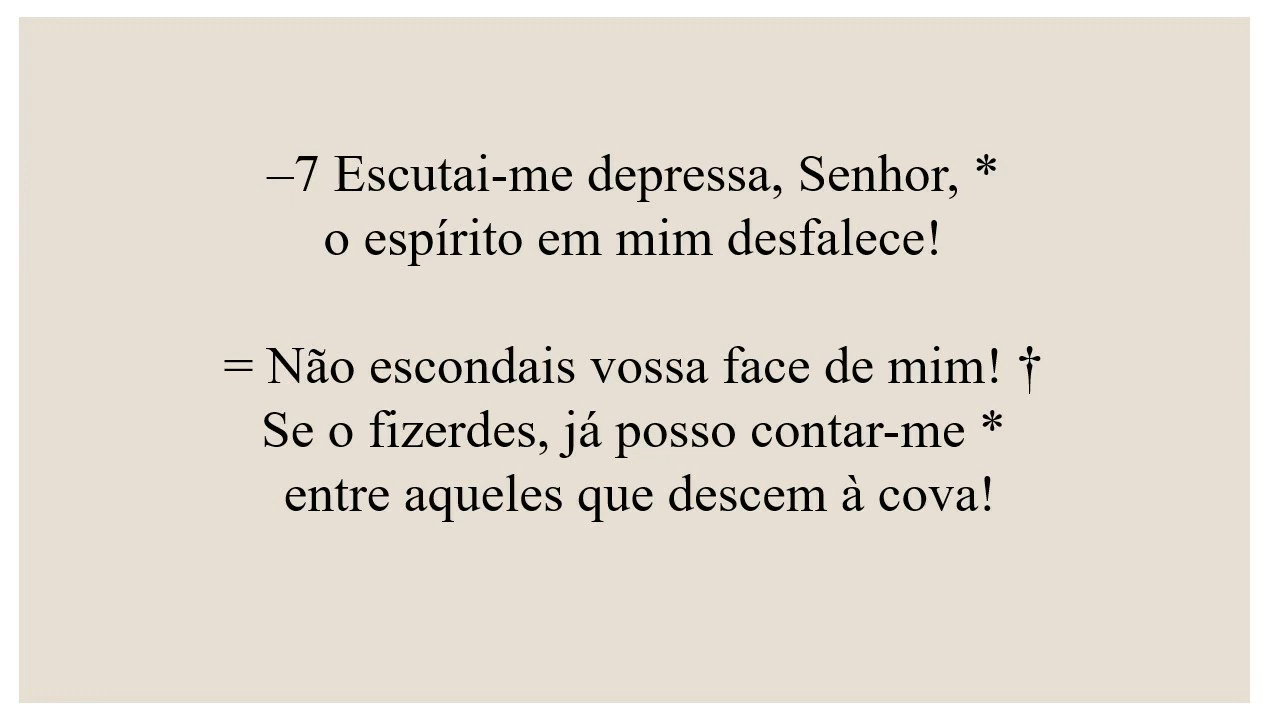 –7 Escutai-me depressa, Senhor, *
o espírito em mim desfalece!
= Não escondais vossa face de mim! †
Se o fizerdes, já posso contar-me *
entre aqueles que descem à cova!